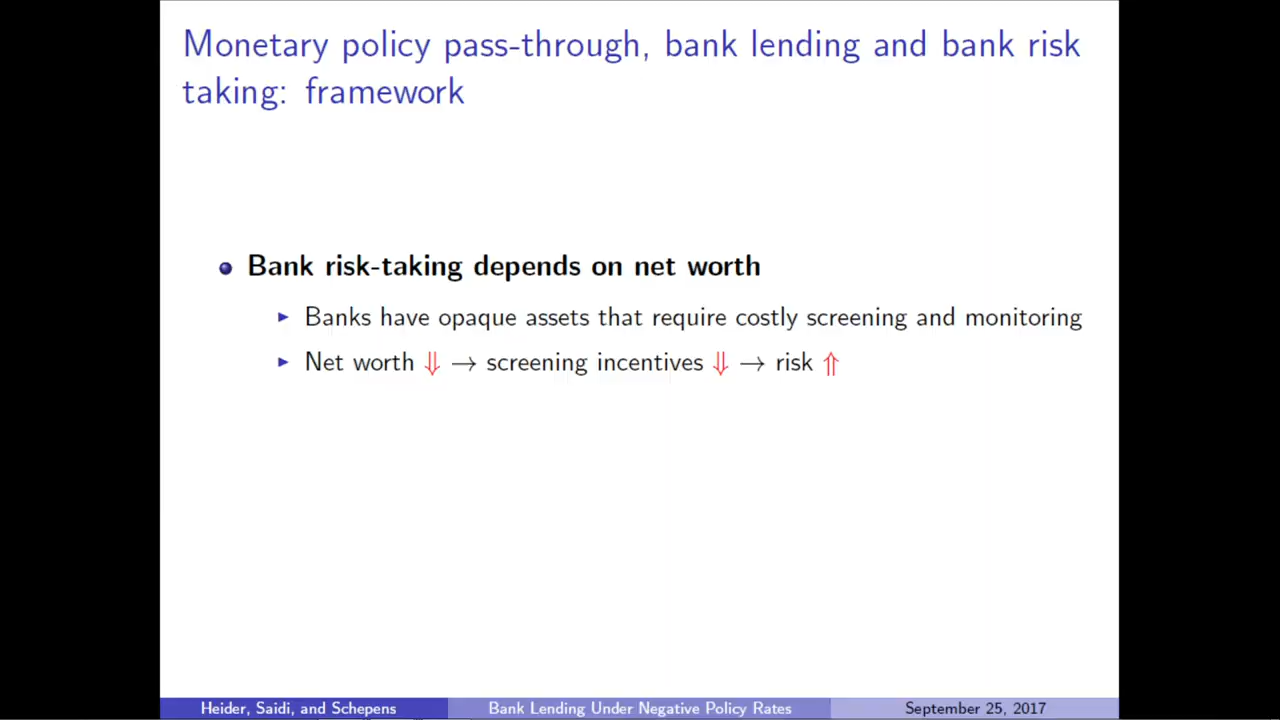 Monetary policy pass-through, bank lending and bank risk
taking: framework
Bank risk-taking depends on net worth
Banks have opaque assets that require costly screening and monitoring
Net worth ⇓ → screening incentives ⇓ → risk ⇑
Heider, Saidi, and Schepens Bank Lending Under Negative Policy Rates September 25, 2017